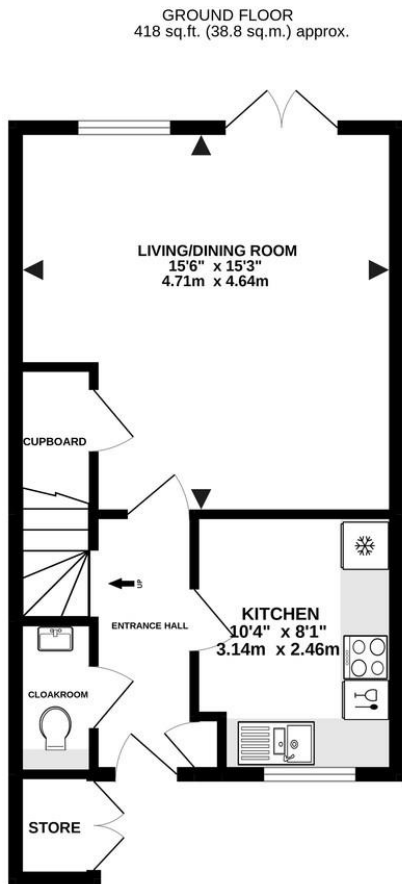 GROUND FLOOR
418 sq.ft. (38.8 sq.m.) approx.
LIVING/DINING ROOM
15'6" x 15'3"
4.71m x 4.64m
CUPBOARD
UP
ENTRANCE HALL
KITCHEN
10'4" x 8'1"
3.14m x 2.46m
CLOAKROOM
STORE